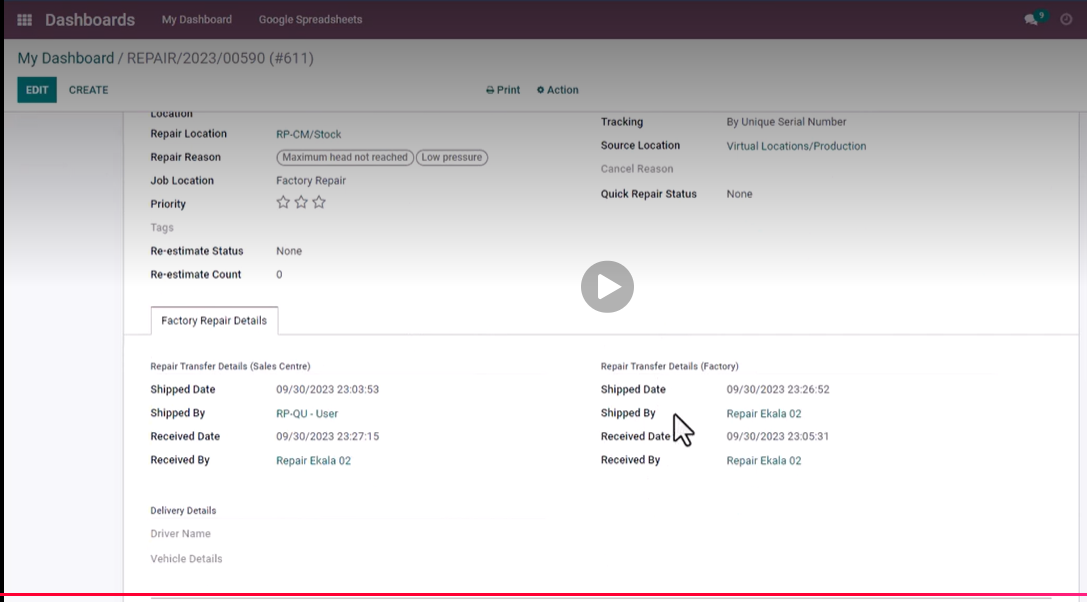 Dashboards My Dashboard Google Spreadsheets 9
My Dashboard / REPAIR/2023/00590 (#611)
EDIT CREATE Print Action
Location
Repair Location RP-CM/Stock
Repair Reason Maximum head not reached Low pressure
Job Location Factory Repair
Priority
Tags
Re-estimate Status None
Re-estimate Count 0
Tracking By Unique Serial Number
Source Location Virtual Locations/Production
Cancel Reason
Quick Repair Status None
Factory Repair Details
Repair Transfer Details (Sales Centre)
Shipped Date 09/30/2023 23:03:53
Shipped By RP-QU - User
Received Date 09/30/2023 23:27:15
Received By Repair Ekala 02
Repair Transfer Details (Factory)
Shipped Date 09/30/2023 23:26:52
Shipped By Repair Ekala 02
Received Date 09/30/2023 23:05:31
Received By Repair Ekala 02
Delivery Details
Driver Name
Vehicle Details